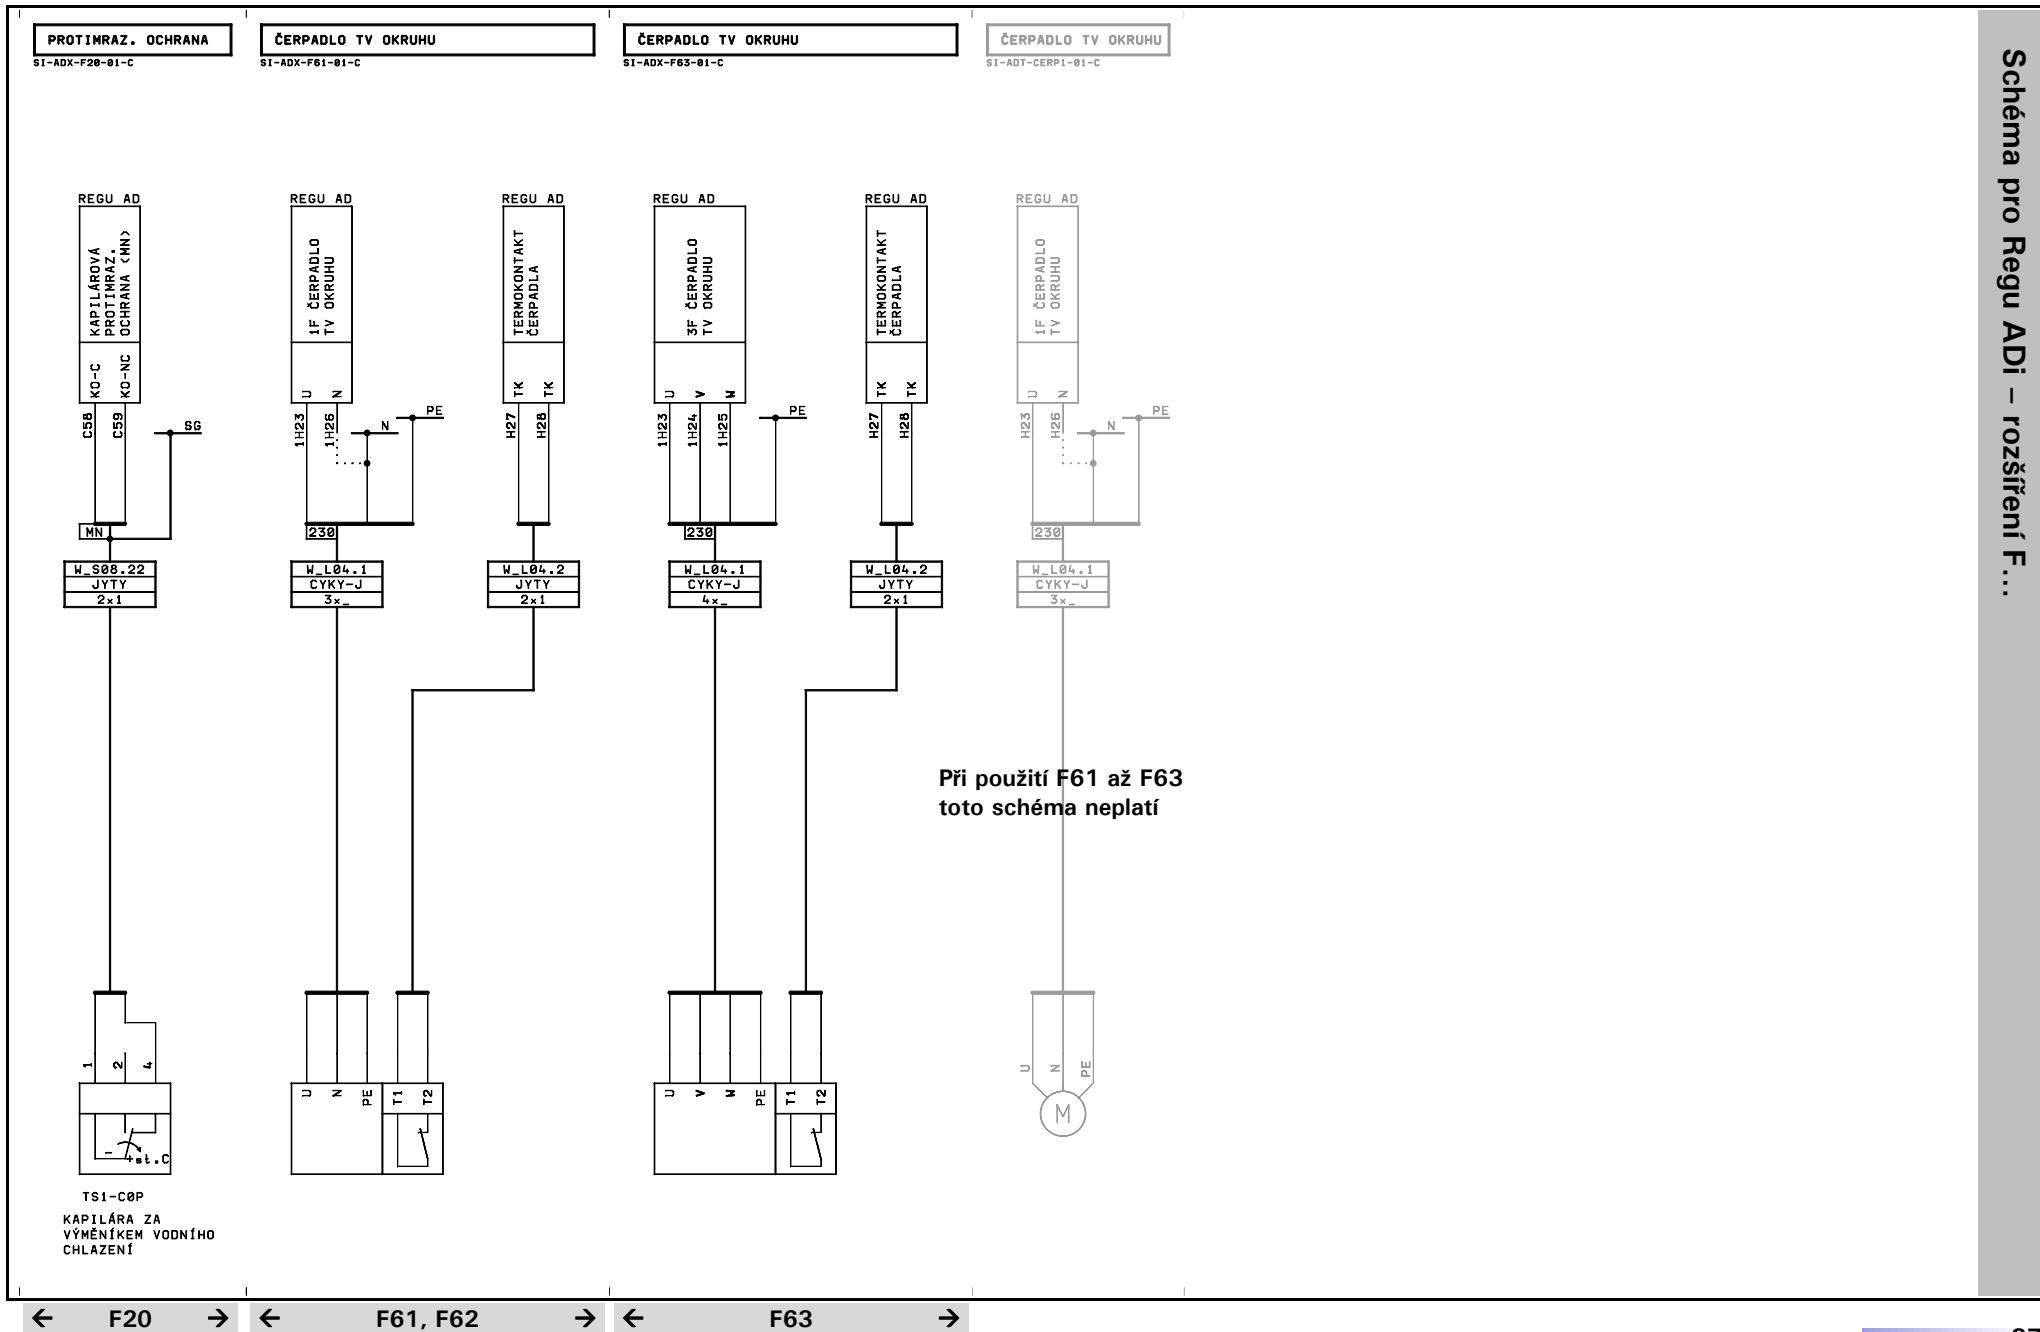 PROTIMRAZ. OCHRANA
SI-ADX-F20-01-C
ČERPADLO TV OKRUHU
SI-ADX-F61-01-C
ČERPADLO TV OKRUHU
SI-ADX-F63-01-C
ČERPADLO TV OKRUHU
SI-ADT-CERP1-01-C
Schéma pro Regu ADi – rozšíření F...
REGU AD
KAPILÁROVÁ
PROTIMRAZ.
OCHRANA <MN>
KO-C
KO-NC
C58
C59
SG
MN
W_S08.22
JYTY
2x1
1
2
4
-
+st.C
TS1-C0P
KAPILÁRA ZA
VÝMĚNÍKEM VODNÍHO
CHLAZENÍ
REGU AD
1F ČERPADLO
TV OKRUHU
U
N
1H23
1H26
N
PE
230
W_L04.1
CYKY-J
3x_
U
N
PE
T1
T2
REGU AD
TERMOKONTAKT
ČERPADLA
TK
TK
H27
H28
W_L04.2
JYTY
2x1
REGU AD
3F ČERPADLO
TV OKRUHU
U
V
W
1H23
1H24
1H25
PE
230
W_L04.1
CYKY-J
4x_
U
V
W
PE
T1
T2
REGU AD
TERMOKONTAKT
ČERPADLA
TK
TK
H27
H28
W_L04.2
JYTY
2x1
REGU AD
1F ČERPADLO
TV OKRUHU
U
N
H23
H26
N
PE
230
W_L04.1
CYKY-J
3x_
Při použití F61 až F63
toto schéma neplatí
U
N
PE
M
← F20 →
← F61, F62 →
← F63 →